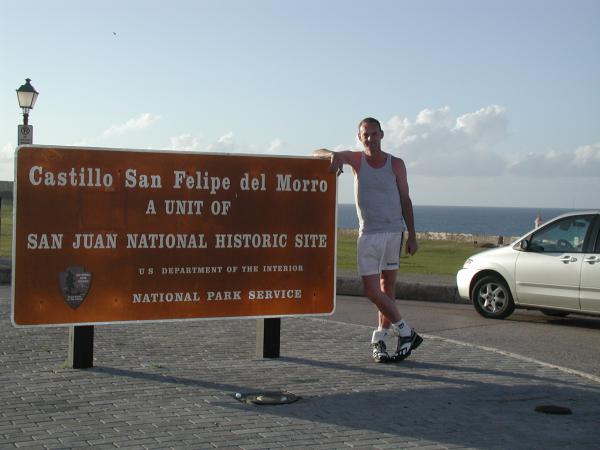 Castillo San Felipe del Morro
A UNIT OF
SAN JUAN NATIONAL HISTORIC SITE
U S DEPARTMENT OF THE INTERIOR
NATIONAL PARK SERVICE